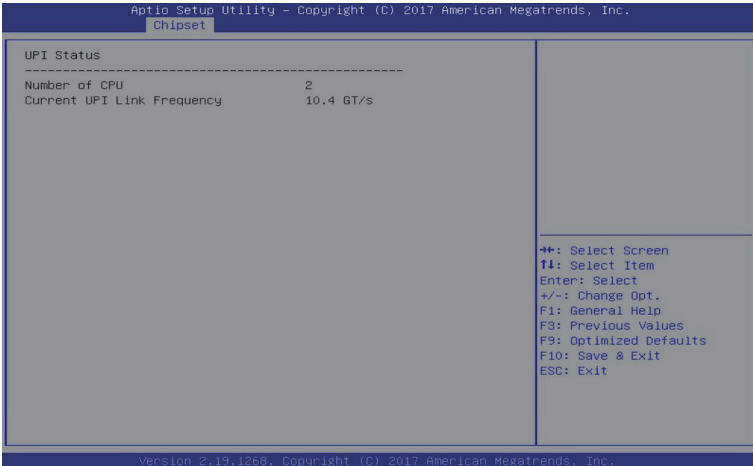 Aptio Setup Utility – Copyright (C) 2017 American Megatrends, Inc.
Chipset
UPI Status
--------------------------------------------------
Number of CPU 2
Current UPI Link Frequency 10.4 GT/s
→←: Select Screen
↑↓: Select Item
Enter: Select
+/-: Change Opt.
F1: General Help
F3: Previous Values
F9: Optimized Defaults
F10: Save & Exit
ESC: Exit
Version 2.19.1268. Copyright (C) 2017 American Megatrends, Inc.